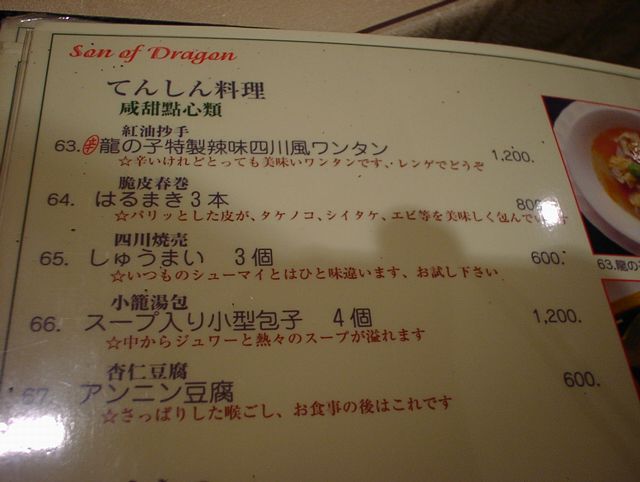 Son of Dragon
てんしん料理
咸甜點心類
紅油抄手
63. 辛 龍の子特製辣味四川風ワンタン 1,200.
☆辛いけれどとっても美味いワンタンです、レンゲでどうぞ
脆皮春巻
64. はるまき3本 800
☆パリッとした皮が、タケノコ、シイタケ、エビ等を美味しく包んで
四川焼売
65. しゅうまい 3個 600.
☆いつものシューマイとはひと味違います、お試し下さい
小籠湯包
66. スープ入り小型包子 4個 1,200.
☆中からジュワーと熱々のスープが溢れます
杏仁豆腐
67. アンニン豆腐 600.
☆さっぱりした喉ごし、お食事の後はこれです
63.龍の